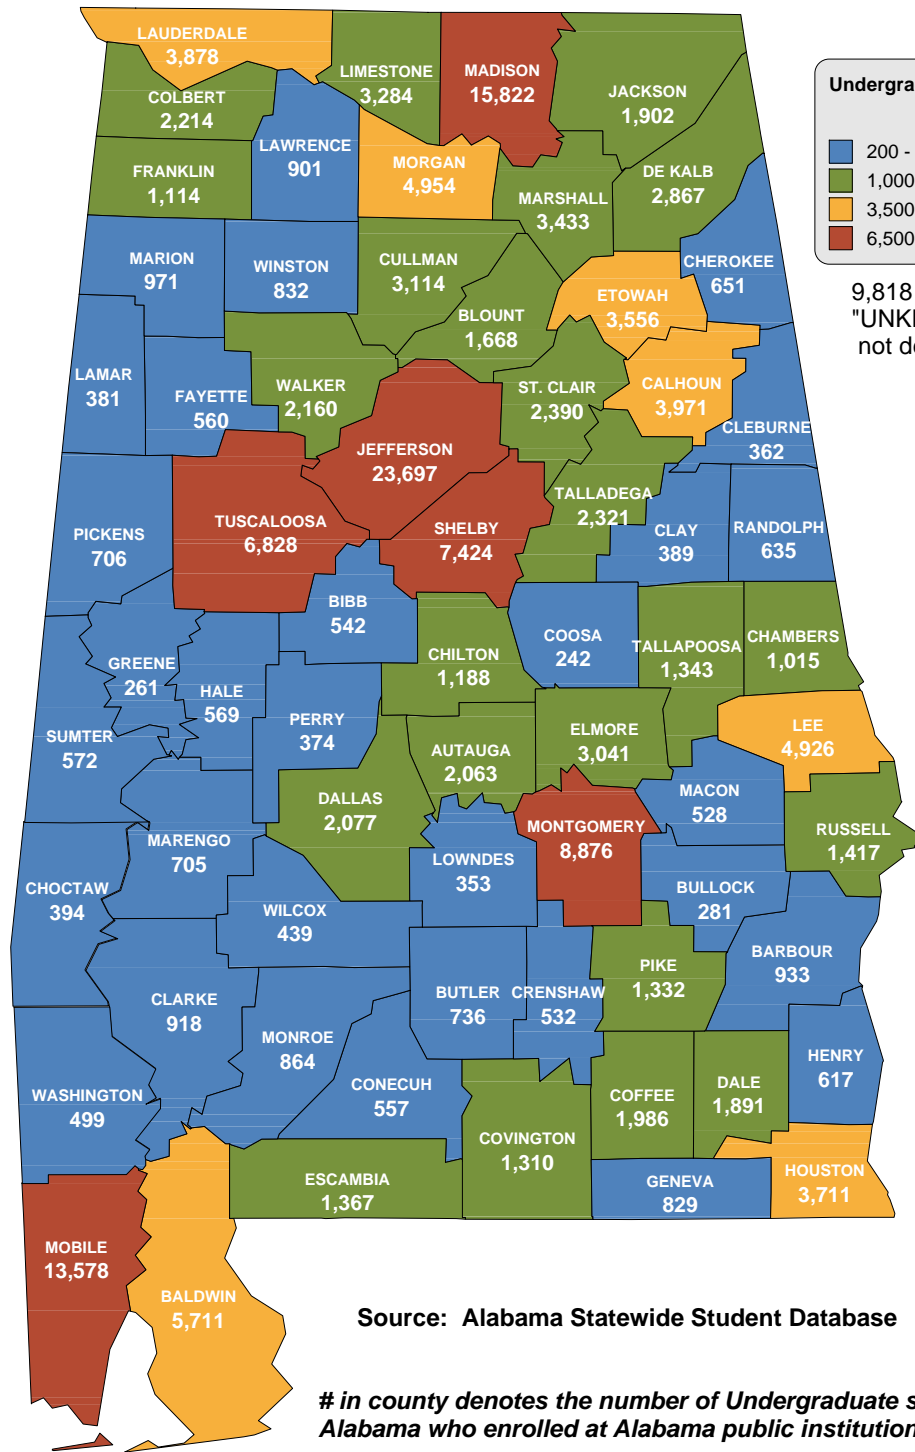 LAUDERDALE
3,878
LIMESTONE
3,284
MADISON
15,822
JACKSON
1,902
COLBERT
2,214
LAWRENCE
901
FRANKLIN
1,114
MORGAN
4,954
MARSHALL
3,433
DE KALB
2,867
MARION
971
WINSTON
832
CULLMAN
3,114
BLOUNT
1,668
ETOWAH
3,556
CHEROKEE
651
LAMAR
381
FAYETTE
560
WALKER
2,160
JEFFERSON
23,697
ST. CLAIR
2,390
CALHOUN
3,971
CLEBURNE
362
PICKENS
706
TUSCALOOSA
6,828
SHELBY
7,424
TALLADEGA
2,321
CLAY
389
RANDOLPH
635
BIBB
542
GREENE
261
HALE
569
PERRY
374
CHILTON
1,188
COOSA
242
TALLAPOOSA
1,343
CHAMBERS
1,015
SUMTER
572
DALLAS
2,077
AUTAUGA
2,063
ELMORE
3,041
LEE
4,926
MACON
528
RUSSELL
1,417
MARENGO
705
LOWNDES
353
MONTGOMERY
8,876
BULLOCK
281
CHOCTAW
394
WILCOX
439
BARBOUR
933
CLARKE
918
MONROE
864
BUTLER
736
CRENSHAW
532
PIKE
1,332
HENRY
617
WASHINGTON
499
CONECUH
557
COVINGTON
1,310
COFFEE
1,986
DALE
1,891
ESCAMBIA
1,367
GENEVA
829
HOUSTON
3,711
MOBILE
13,578
BALDWIN
5,711
Undergra
200 -
1,000
3,500
6,500
9,818
"UNK
not de
Source: Alabama Statewide Student Database
# in county denotes the number of Undergraduate s
Alabama who enrolled at Alabama public institution